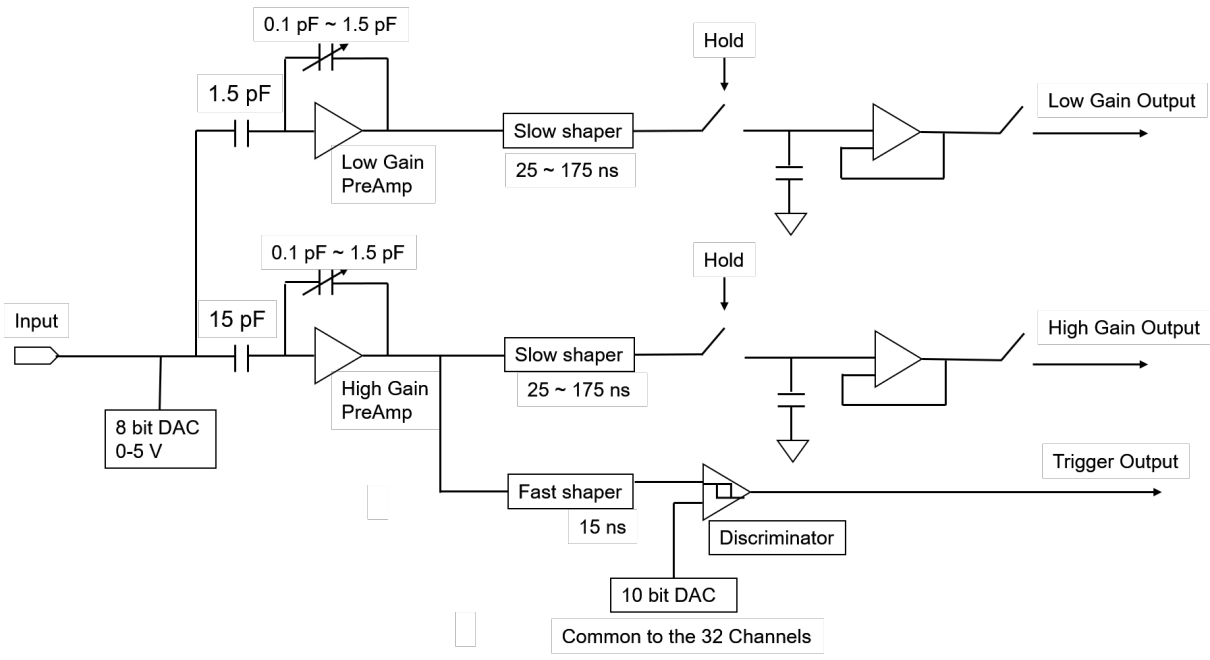 0.1 pF ~ 1.5 pF
Hold
1.5 pF
Low Gain Output
Slow shaper
Low Gain
PreAmp
25 ~ 175 ns
0.1 pF ~ 1.5 pF
Hold
Input
15 pF
High Gain Output
Slow shaper
High Gain
PreAmp
25 ~ 175 ns
8 bit DAC
0-5 V
Trigger Output
Fast shaper
15 ns
Discriminator
10 bit DAC
Common to the 32 Channels